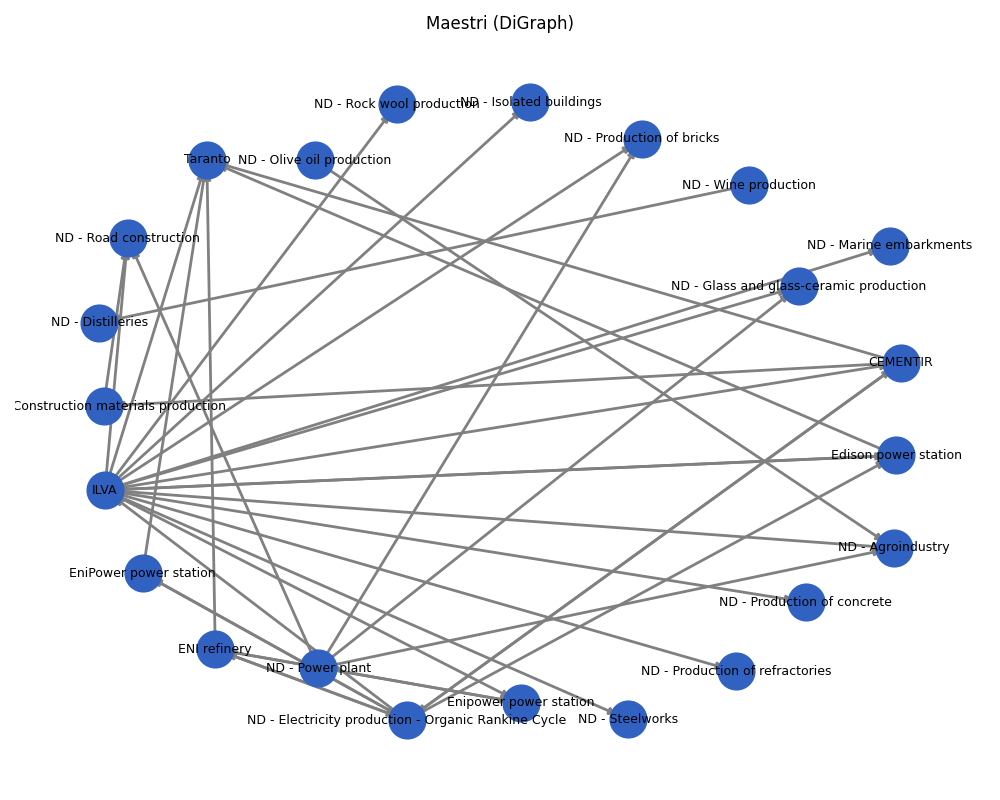 Maestri (DiGraph)
ND - Rock wool production
ND - Isolated buildings
ND - Production of bricks
Taranto
ND - Olive oil production
ND - Wine production
ND - Road construction
ND - Marine embarkments
ND - Glass and glass-ceramic production
ND - Distilleries
CEMENTIR
Construction materials production
Edison power station
ILVA
ND - Agroindustry
EniPower power station
ND - Production of concrete
ENI refinery
ND - Power plant
ND - Production of refractories
Enipower power station
ND - Electricity production - Organic Rankine Cycle
ND - Steelworks